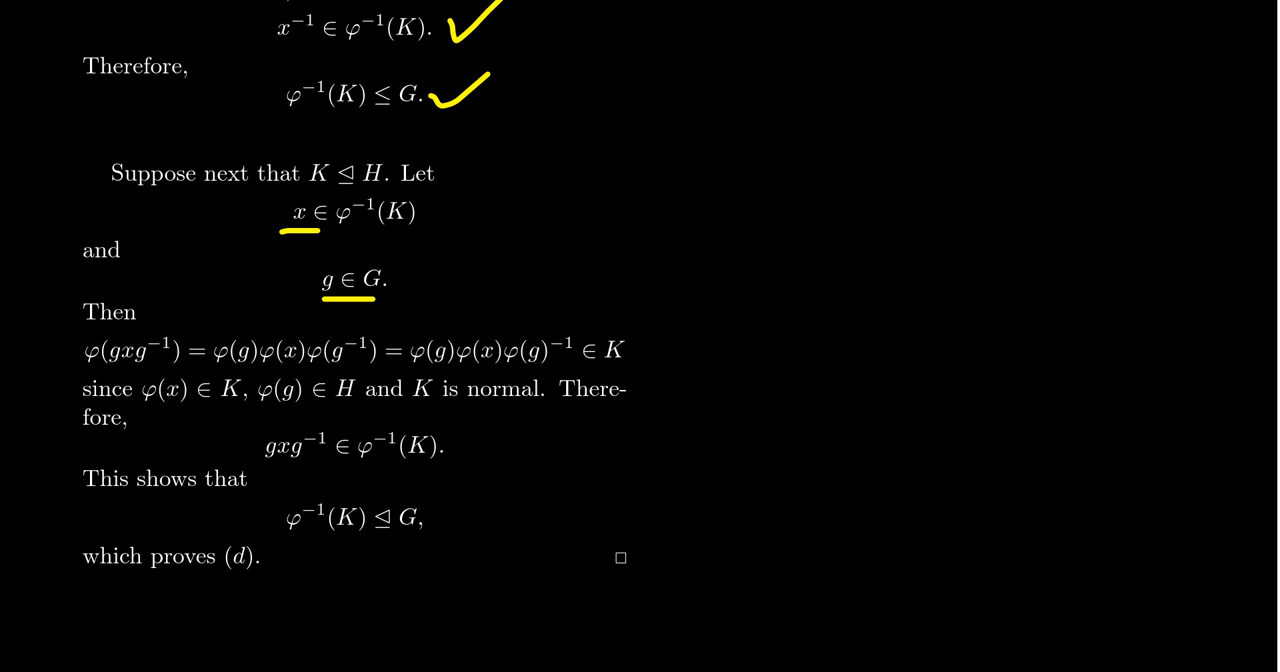 x⁻¹ ∈ φ⁻¹(K).
Therefore,
φ⁻¹(K) ≤ G.
Suppose next that K ⊴ H. Let
x ∈ φ⁻¹(K)
and
g ∈ G.
Then
φ(gxg⁻¹) = φ(g)φ(x)φ(g⁻¹) = φ(g)φ(x)φ(g)⁻¹ ∈ K
since φ(x) ∈ K, φ(g) ∈ H and K is normal. There-
fore,
gxg⁻¹ ∈ φ⁻¹(K).
This shows that
φ⁻¹(K) ⊴ G,
which proves (d). □